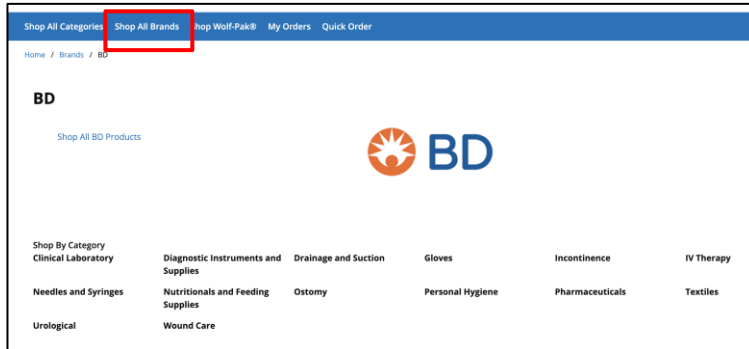 Shop All Categories Shop All Brands Shop Wolf-Pak® My Orders Quick Order
Home / Brands / BD
BD
Shop All BD Products
BD
Shop By Category
Clinical Laboratory
Diagnostic Instruments and
Supplies
Drainage and Suction
Gloves
Incontinence
IV Therapy
Needles and Syringes
Nutritionals and Feeding
Supplies
Ostomy
Personal Hygiene
Pharmaceuticals
Textiles
Urological
Wound Care